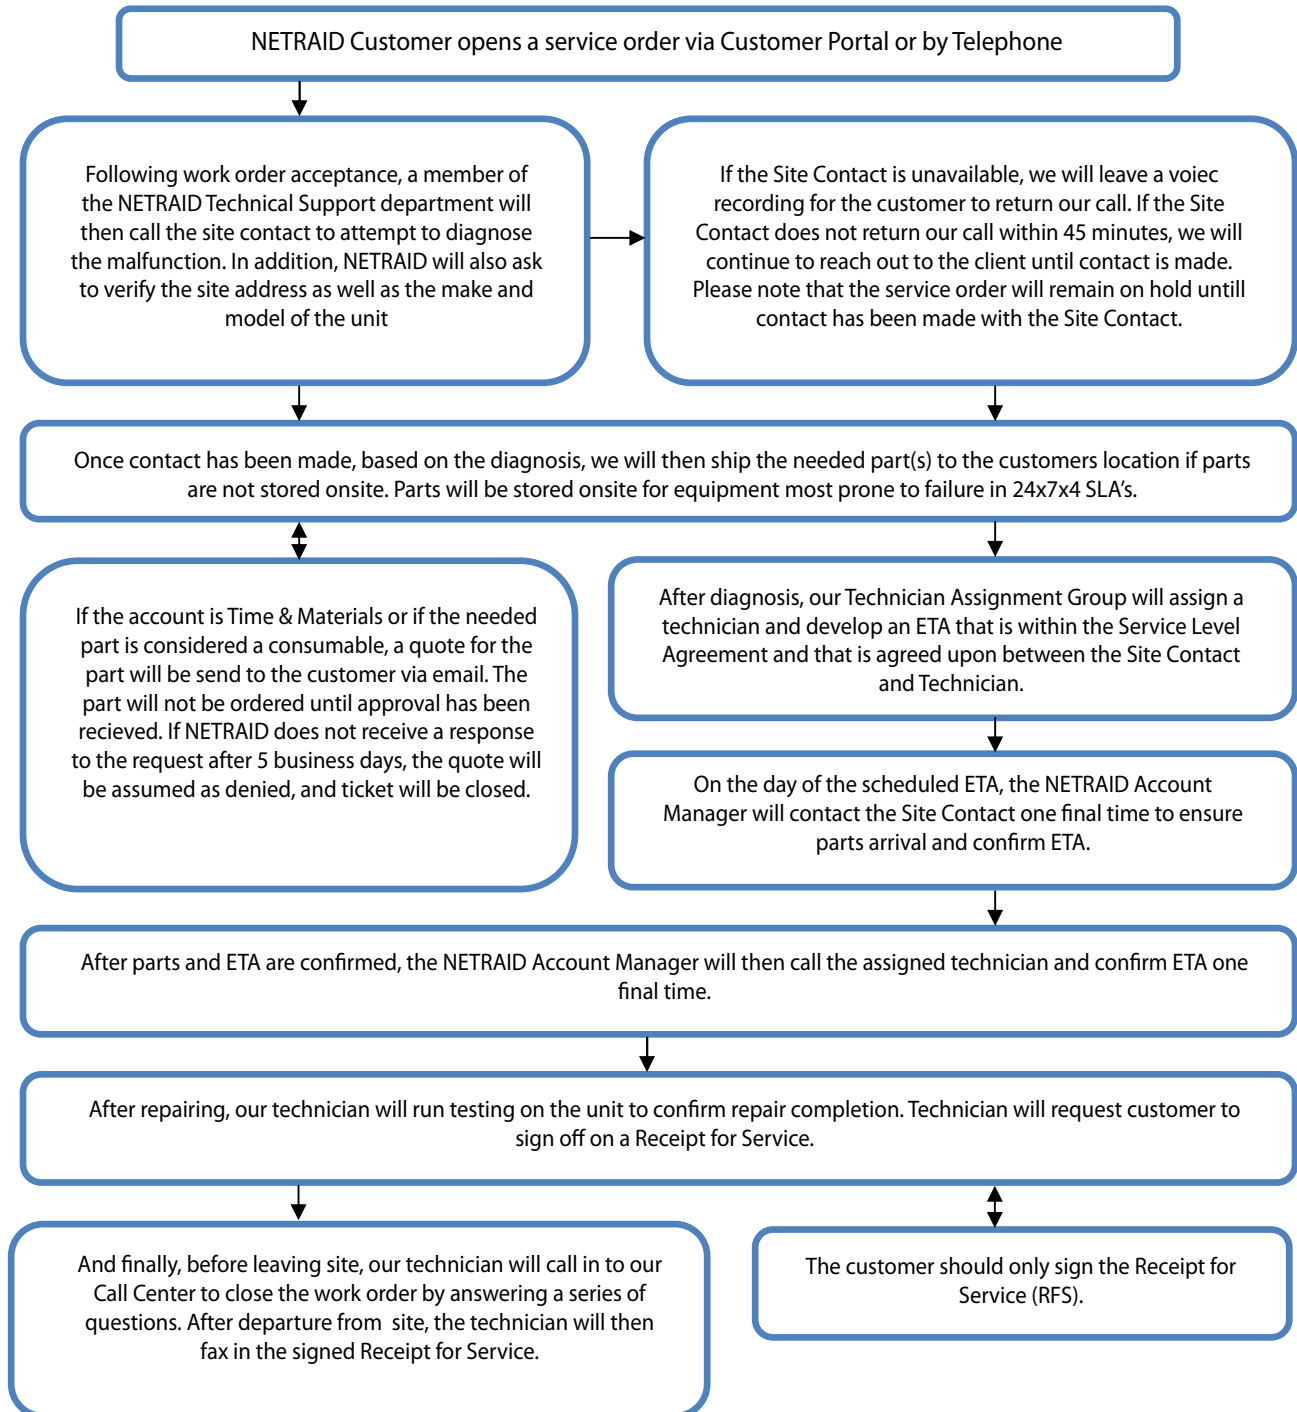 NETRAID Customer opens a service order via Customer Portal or by Telephone
Following work order acceptance, a member of
the NETRAID Technical Support department will
then call the site contact to attempt to diagnose
the malfunction. In addition, NETRAID will also ask
to verify the site address as well as the make and
model of the unit
If the Site Contact is unavailable, we will leave a voiec
recording for the customer to return our call. If the Site
Contact does not return our call within 45 minutes, we will
continue to reach out to the client until contact is made.
Please note that the service order will remain on hold untill
contact has been made with the Site Contact.
Once contact has been made, based on the diagnosis, we will then ship the needed part(s) to the customers location if parts
are not stored onsite. Parts will be stored onsite for equipment most prone to failure in 24x7x4 SLA's.
If the account is Time & Materials or if the needed
part is considered a consumable, a quote for the
part will be send to the customer via email. The
part will not be ordered until approval has been
recieved. If NETRAID does not receive a response
to the request after 5 business days, the quote will
be assumed as denied, and ticket will be closed.
After diagnosis, our Technician Assignment Group will assign a
technician and develop an ETA that is within the Service Level
Agreement and that is agreed upon between the Site Contact
and Technician.
On the day of the scheduled ETA, the NETRAID Account
Manager will contact the Site Contact one final time to ensure
parts arrival and confirm ETA.
After parts and ETA are confirmed, the NETRAID Account Manager will then call the assigned technician and confirm ETA one
final time.
After repairing, our technician will run testing on the unit to confirm repair completion. Technician will request customer to
sign off on a Receipt for Service.
And finally, before leaving site, our technician will call in to our
Call Center to close the work order by answering a series of
questions. After departure from site, the technician will then
fax in the signed Receipt for Service.
The customer should only sign the Receipt for
Service (RFS).